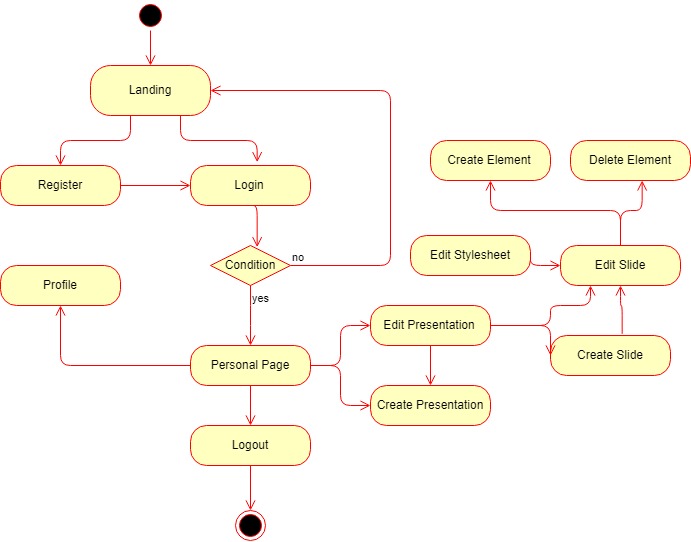 Landing
Register
Login
Create Element
Delete Element
Condition
no
Edit Stylesheet
Edit Slide
Profile
yes
Edit Presentation
Personal Page
Create Slide
Create Presentation
Logout